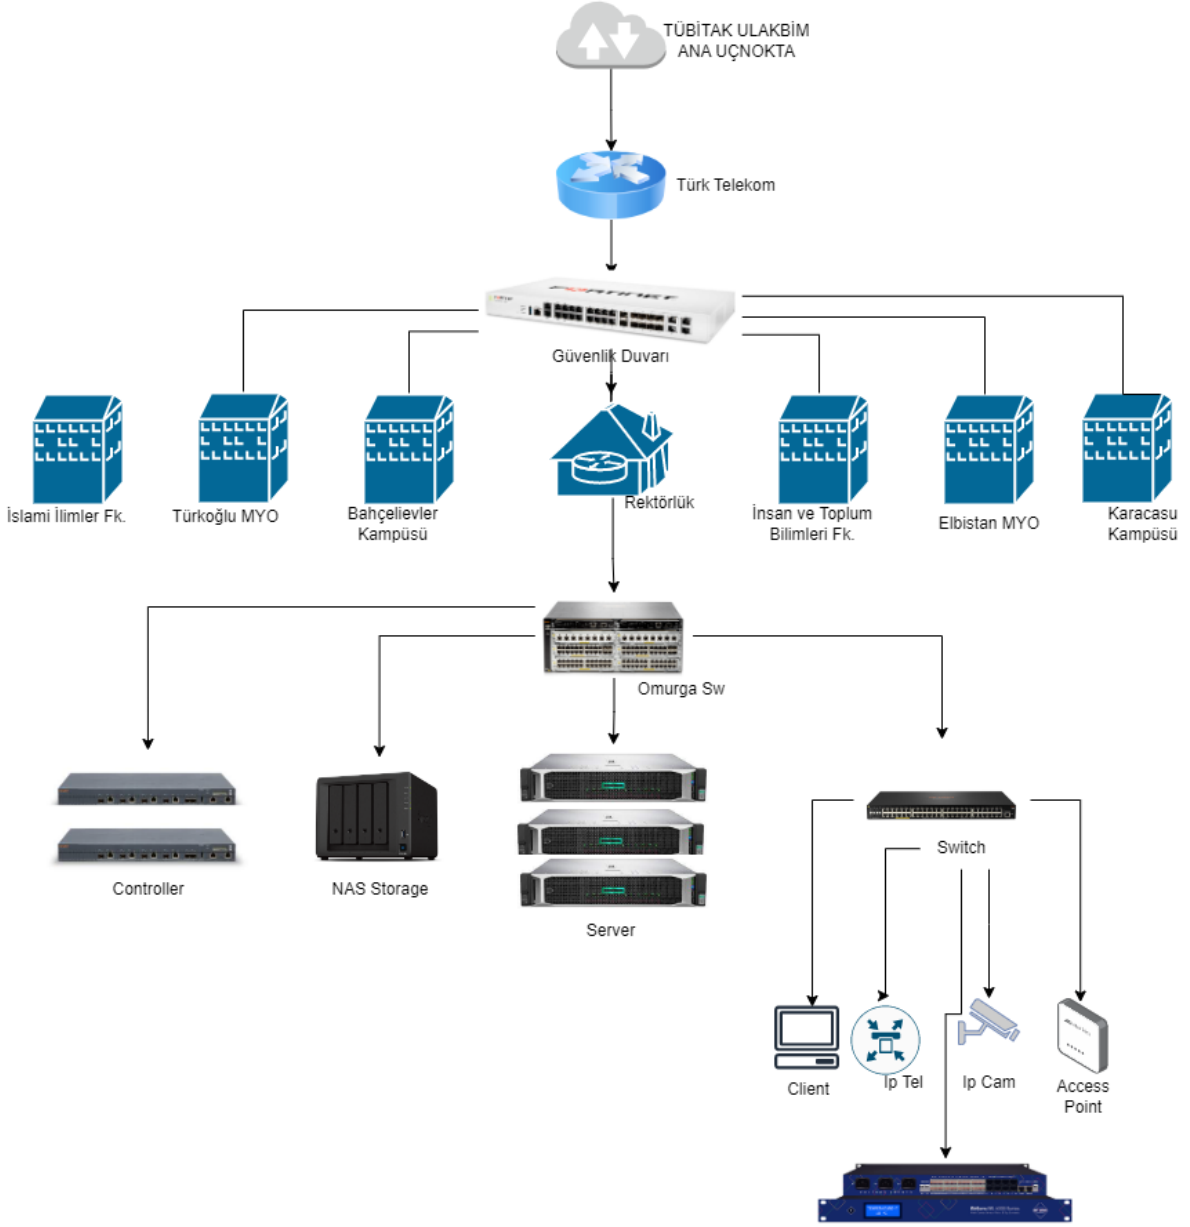 TÜBİTAK ULAKBİM
ANA UÇNOKTA
Türk Telekom
FORTINET
Güvenlik Duvarı
İslami İlimler Fk.
Türkoğlu MYO
Bahçelievler
Kampüsü
Rektörlük
İnsan ve Toplum
Bilimleri Fk.
Elbistan MYO
Karacasu
Kampüsü
Omurga Sw
Controller
NAS Storage
Server
Switch
Client
Ip Tel
Ip Cam
Access
Point